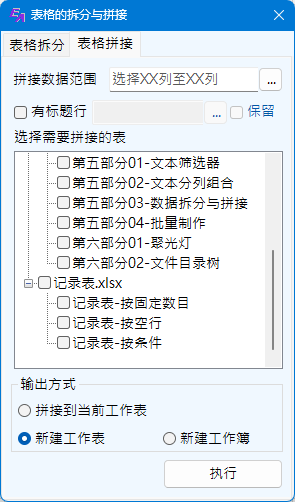 表格的拆分与拼接
表格拆分 表格拼接
拼接数据范围 选择XX列至XX列 ...
有标题行 ... 保留
选择需要拼接的表
第五部分01-文本筛选器
第五部分02-文本分列组合
第五部分03-数据拆分与拼接
第五部分04-批量制作
第六部分01-聚光灯
第六部分02-文件目录树
记录表.xlsx
记录表-按固定数目
记录表-按空行
记录表-按条件
输出方式
拼接到当前工作表
新建工作表 新建工作簿
执行